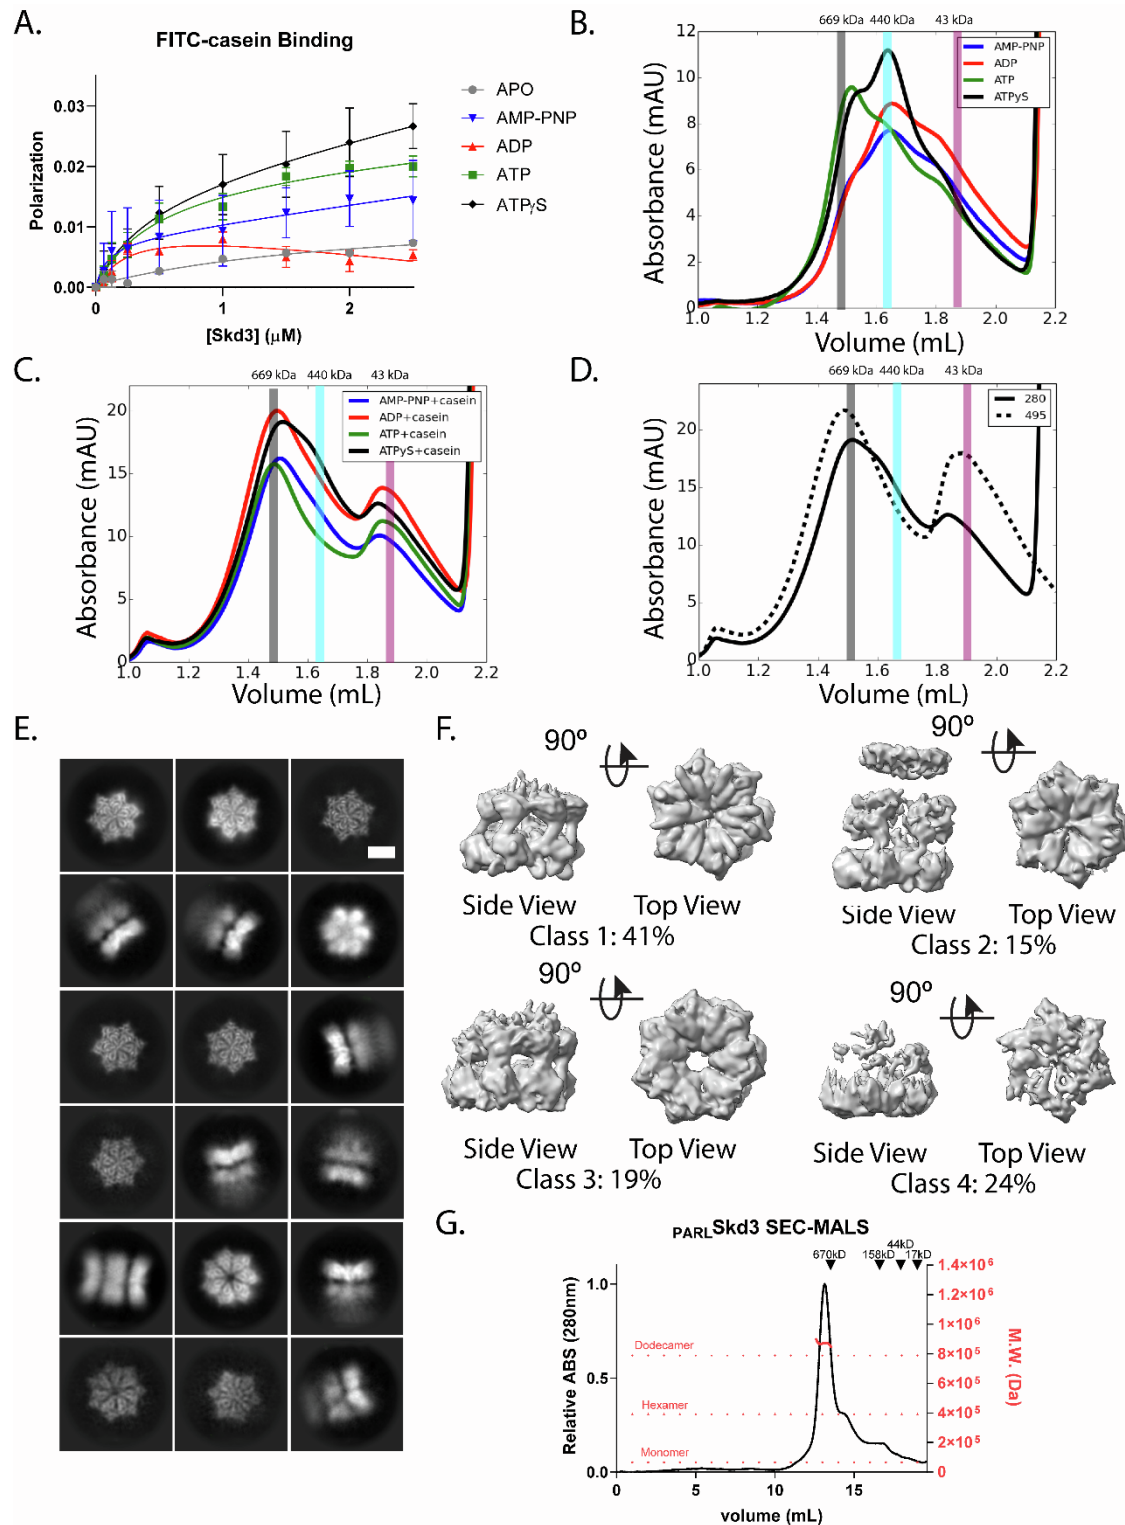 A.
FITC-casein Binding
0.03
0.02
0.01
0.00
Polarization
0
1
2
[Skd3] (μM)
APO
AMP-PNP
ADP
ATP
ATPγS
B.
669 kDa
440 kDa
43 kDa
12
10
8
6
4
2
0
Absorbance (mAU)
AMP-PNP
ADP
ATP
ATPγS
1.0
1.2
1.4
1.6
1.8
2.0
2.2
Volume (mL)
C.
669 kDa
440 kDa
43 kDa
20
15
10
5
0
Absorbance (mAU)
AMP-PNP+casein
ADP+casein
ATP+casein
ATPγS+casein
1.0
1.2
1.4
1.6
1.8
2.0
2.2
Volume (mL)
D.
669 kDa
440 kDa
43 kDa
20
15
10
5
0
Absorbance (mAU)
280
495
1.0
1.2
1.4
1.6
1.8
2.0
2.2
Volume (mL)
E.
F.
90º
Side View
Top View
Class 1: 41%
90º
Side View
Top View
Class 2: 15%
90º
Side View
Top View
Class 3: 19%
90º
Side View
Top View
Class 4: 24%
G.
PARLSkd3 SEC-MALS
670kD
158kD
44kD
17kD
1.0
0.5
0.0
Relative ABS (280nm)
Dodecamer
Hexamer
Monomer
1.4×10⁶
1.2×10⁶
1×10⁶
8×10⁵
6×10⁵
4×10⁵
2×10⁵
0
M.W. (Da)
0
5
10
15
volume (mL)